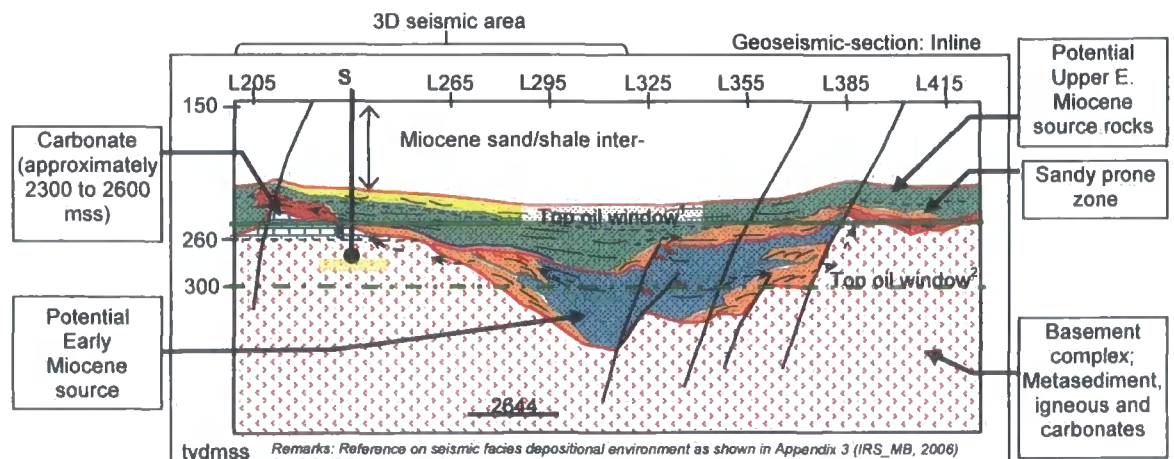 3D seismic area
Geoseismic-section: Inline
L205 S L265 L295 L325 L355 L385 L415
150
260
300
Miocene sand/shale inter-
Carbonate
(approximately
2300 to 2600
mss)
Potential
Early
Miocene
source
Top oil window1
Top oil window2
Potential
Upper E.
Miocene
source rocks
Sandy prone
zone
Basement
complex;
Metasediment,
igneous and
carbonates
2644
tvdmss
Remarks: Reference on seismic facies depositional environment as shown in Appendix 3 (IRS_MB, 2006)